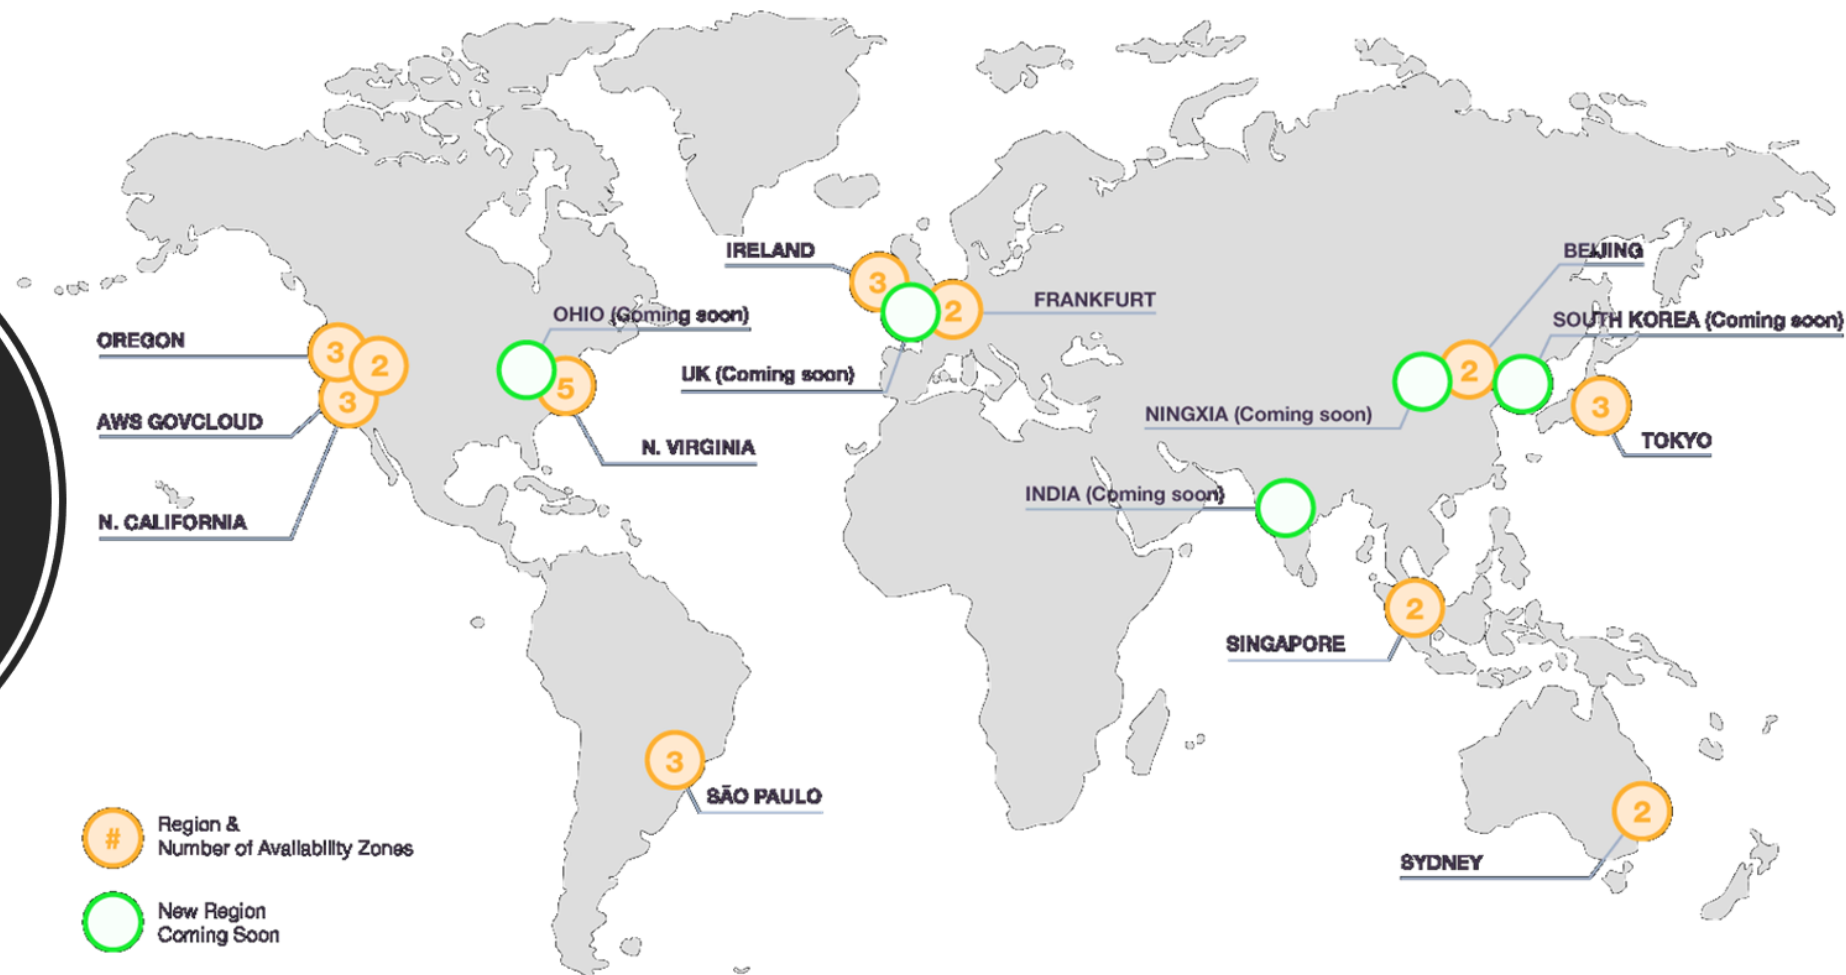 IRELAND
3
2
FRANKFURT
BEIJING
OHIO (Coming soon)
SOUTH KOREA (Coming soon)
OREGON
3
2
3
5
UK (Coming soon)
2
NINGXIA (Coming soon)
3
TOKYO
AWS GOVCLOUD
N. VIRGINIA
INDIA (Coming soon)
N. CALIFORNIA
2
SINGAPORE
3
SÃO PAULO
2
SYDNEY
#
Region &
Number of Availability Zones
New Region
Coming Soon